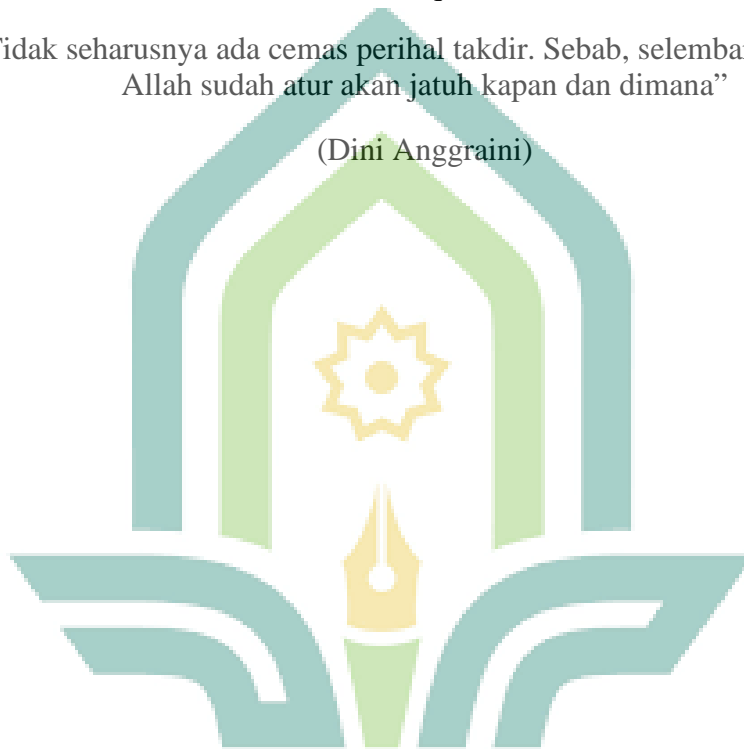 Tidak seharusnya ada cemas perihal takdir. Sebab,
Allah sudah atur akan jatuh kapan dan dimana”
(Dini Anggraini)